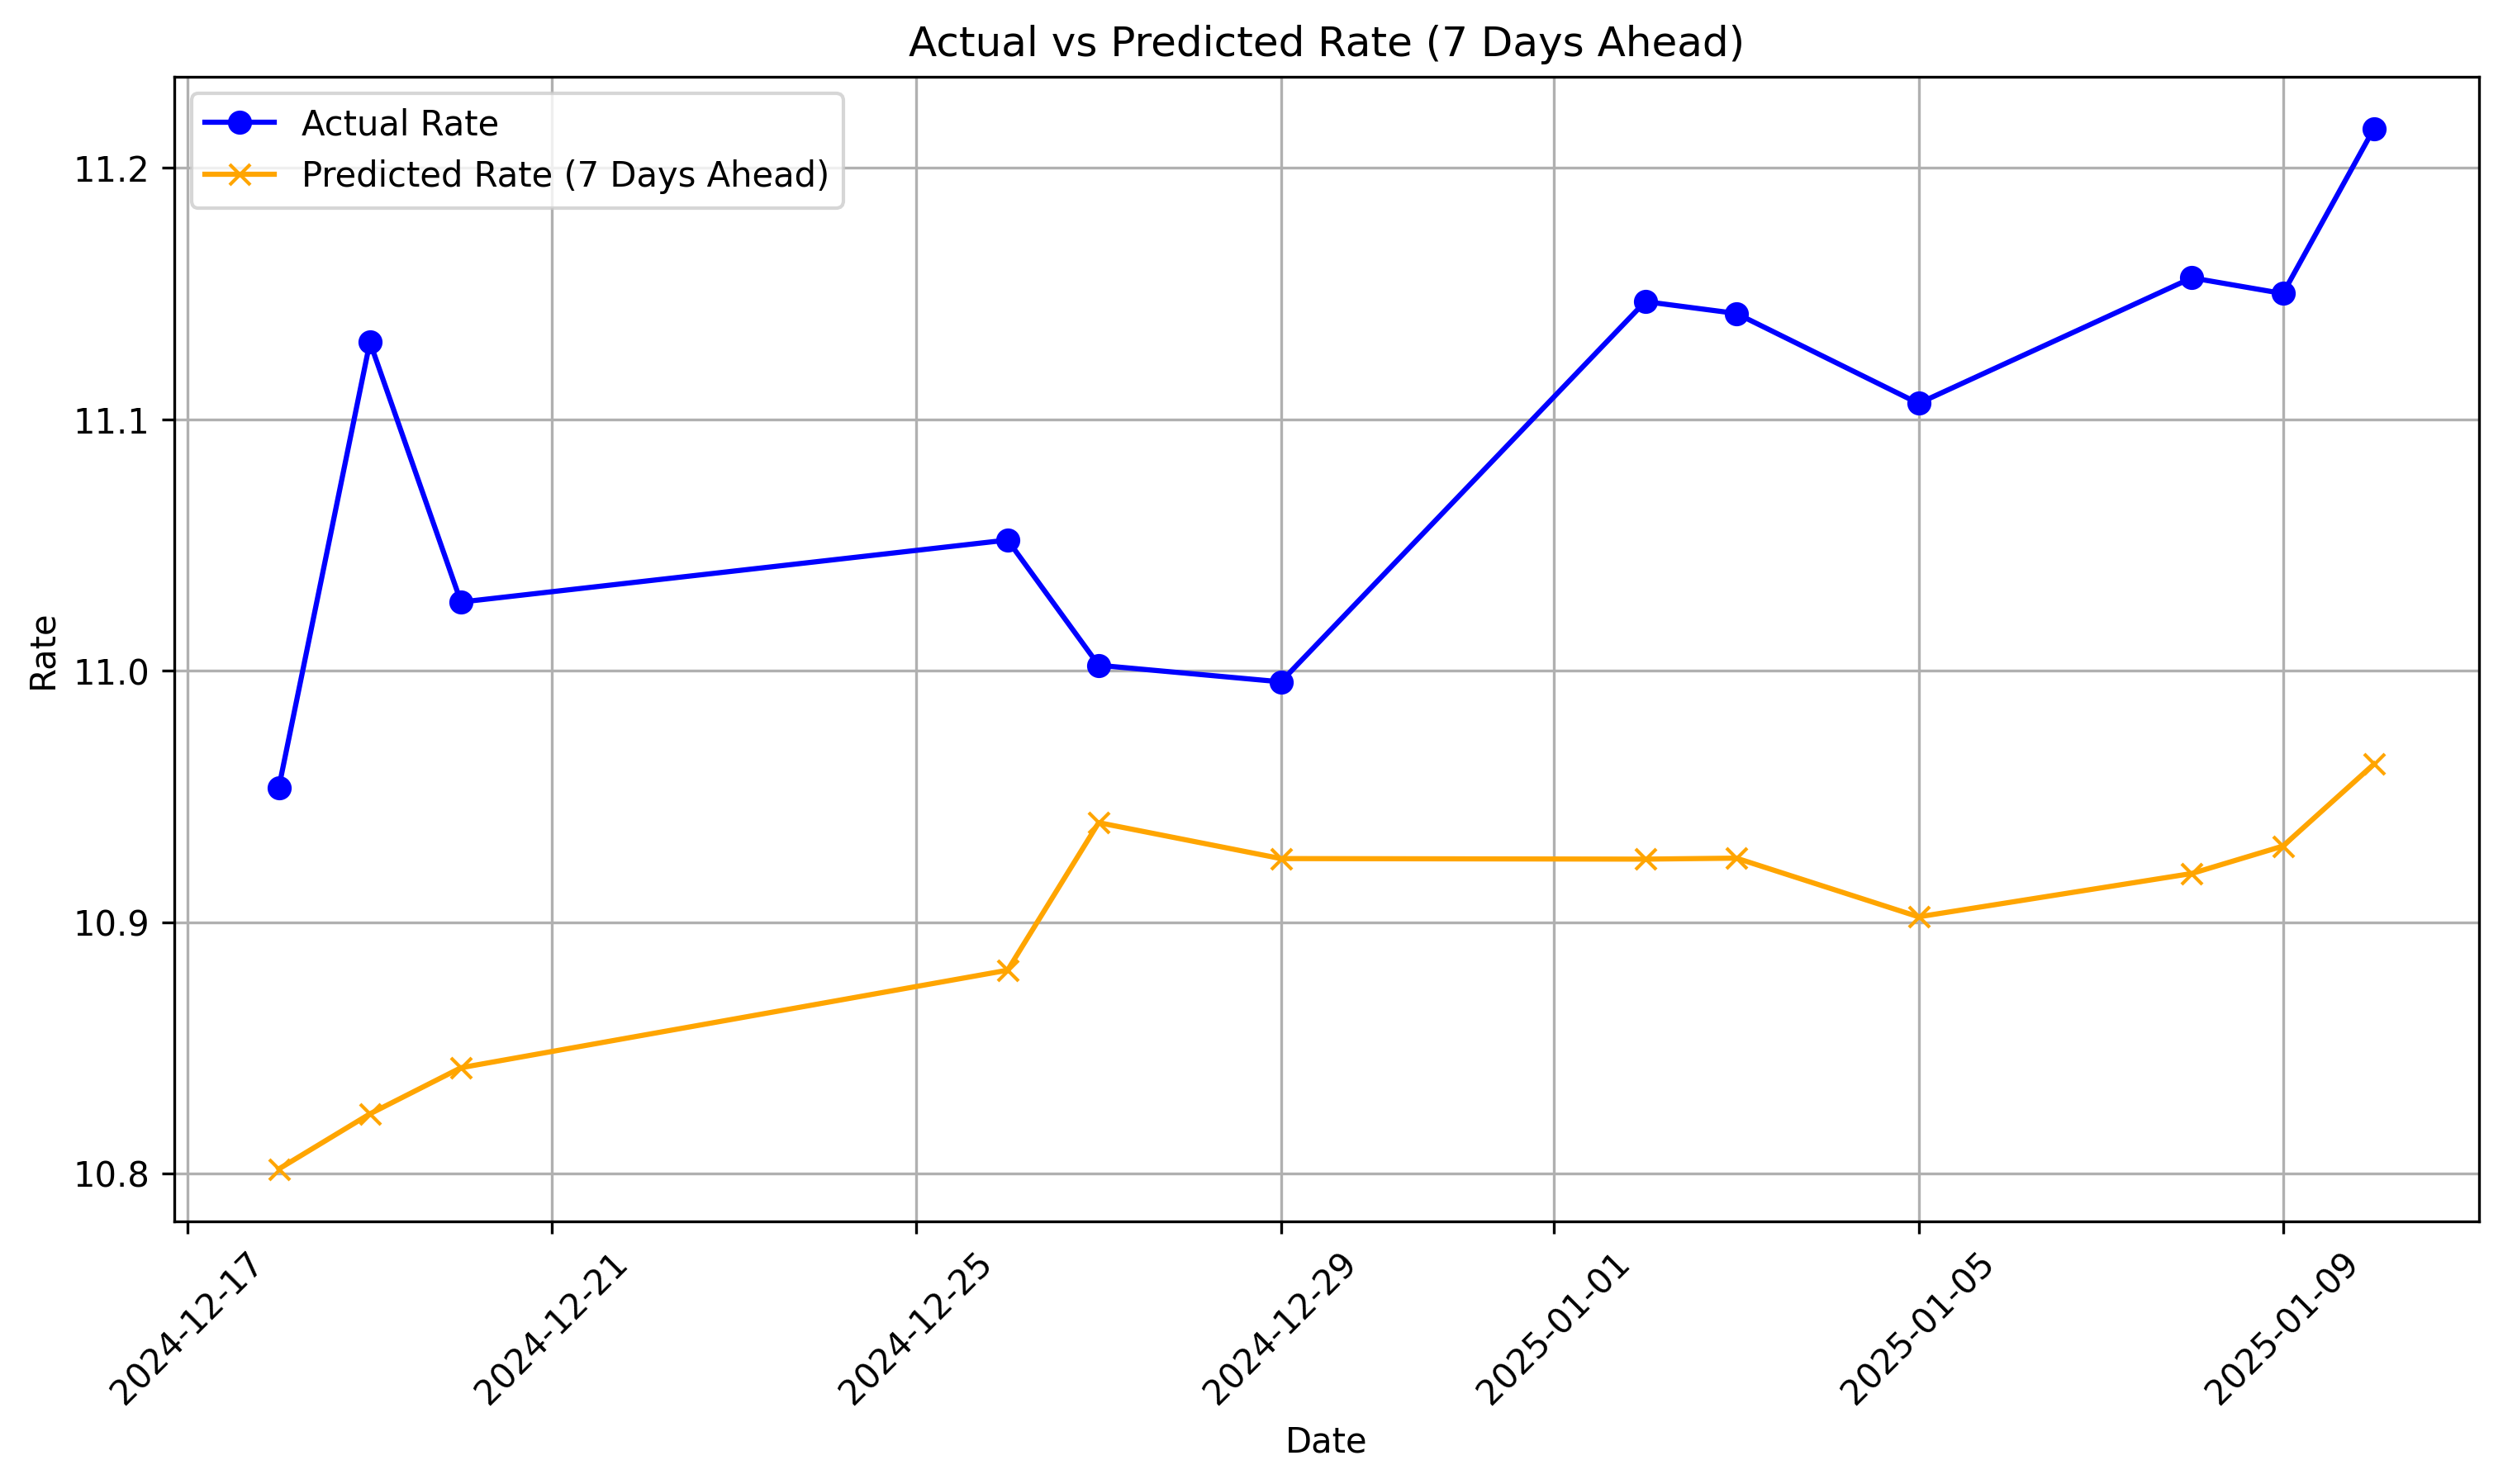 Actual vs Predicted Rate (7 Days Ahead)
Actual Rate
Predicted Rate (7 Days Ahead)
11.2
11.1
11.0
10.9
10.8
Rate
2024-12-17
2024-12-21
2024-12-25
2024-12-29
2025-01-01
2025-01-05
2025-01-09
Date